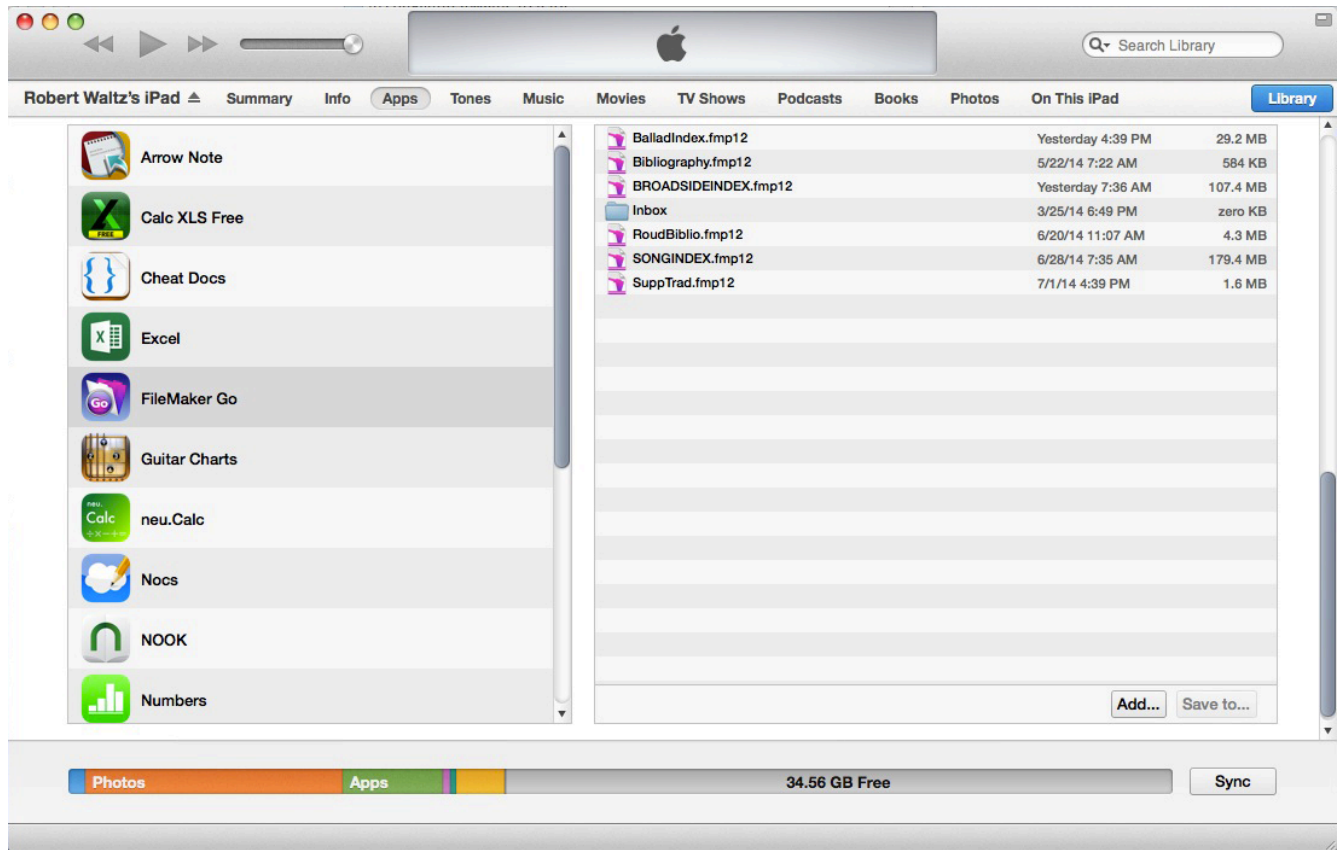 Search Library
Robert Waltz's iPad Summary Info Apps Tones Music Movies TV Shows Podcasts Books Photos On This iPad Library
Arrow Note
FREE
Calc XLS Free
{ }
Cheat Docs
X
Excel
Go
FileMaker Go
Guitar Charts
neu.
Calc
+×−÷=
neu.Calc
Nocs
NOOK
Numbers
BalladIndex.fmp12 Yesterday 4:39 PM 29.2 MB
Bibliography.fmp12 5/22/14 7:22 AM 584 KB
BROADSIDEINDEX.fmp12 Yesterday 7:36 AM 107.4 MB
Inbox 3/25/14 6:49 PM zero KB
RoudBiblio.fmp12 6/20/14 11:07 AM 4.3 MB
SONGINDEX.fmp12 6/28/14 7:35 AM 179.4 MB
SuppTrad.fmp12 7/1/14 4:39 PM 1.6 MB
Add... Save to...
Photos Apps 34.56 GB Free Sync